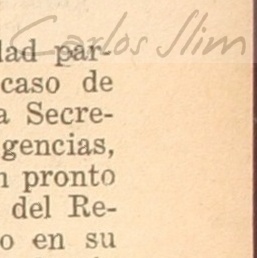 Carlos Slim
dad par-
caso de
a Secre-
gencias,
n pronto
del Re-
o en su